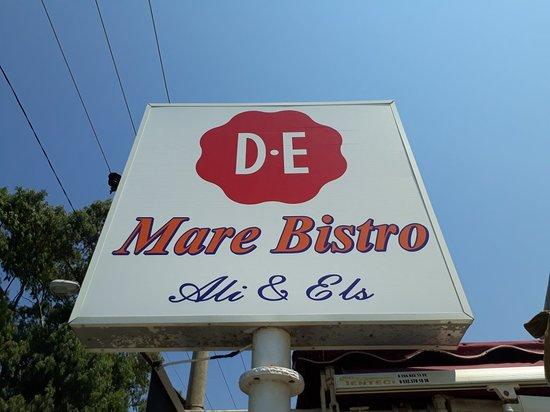 D·E
Mare Bistro
Ali & Els